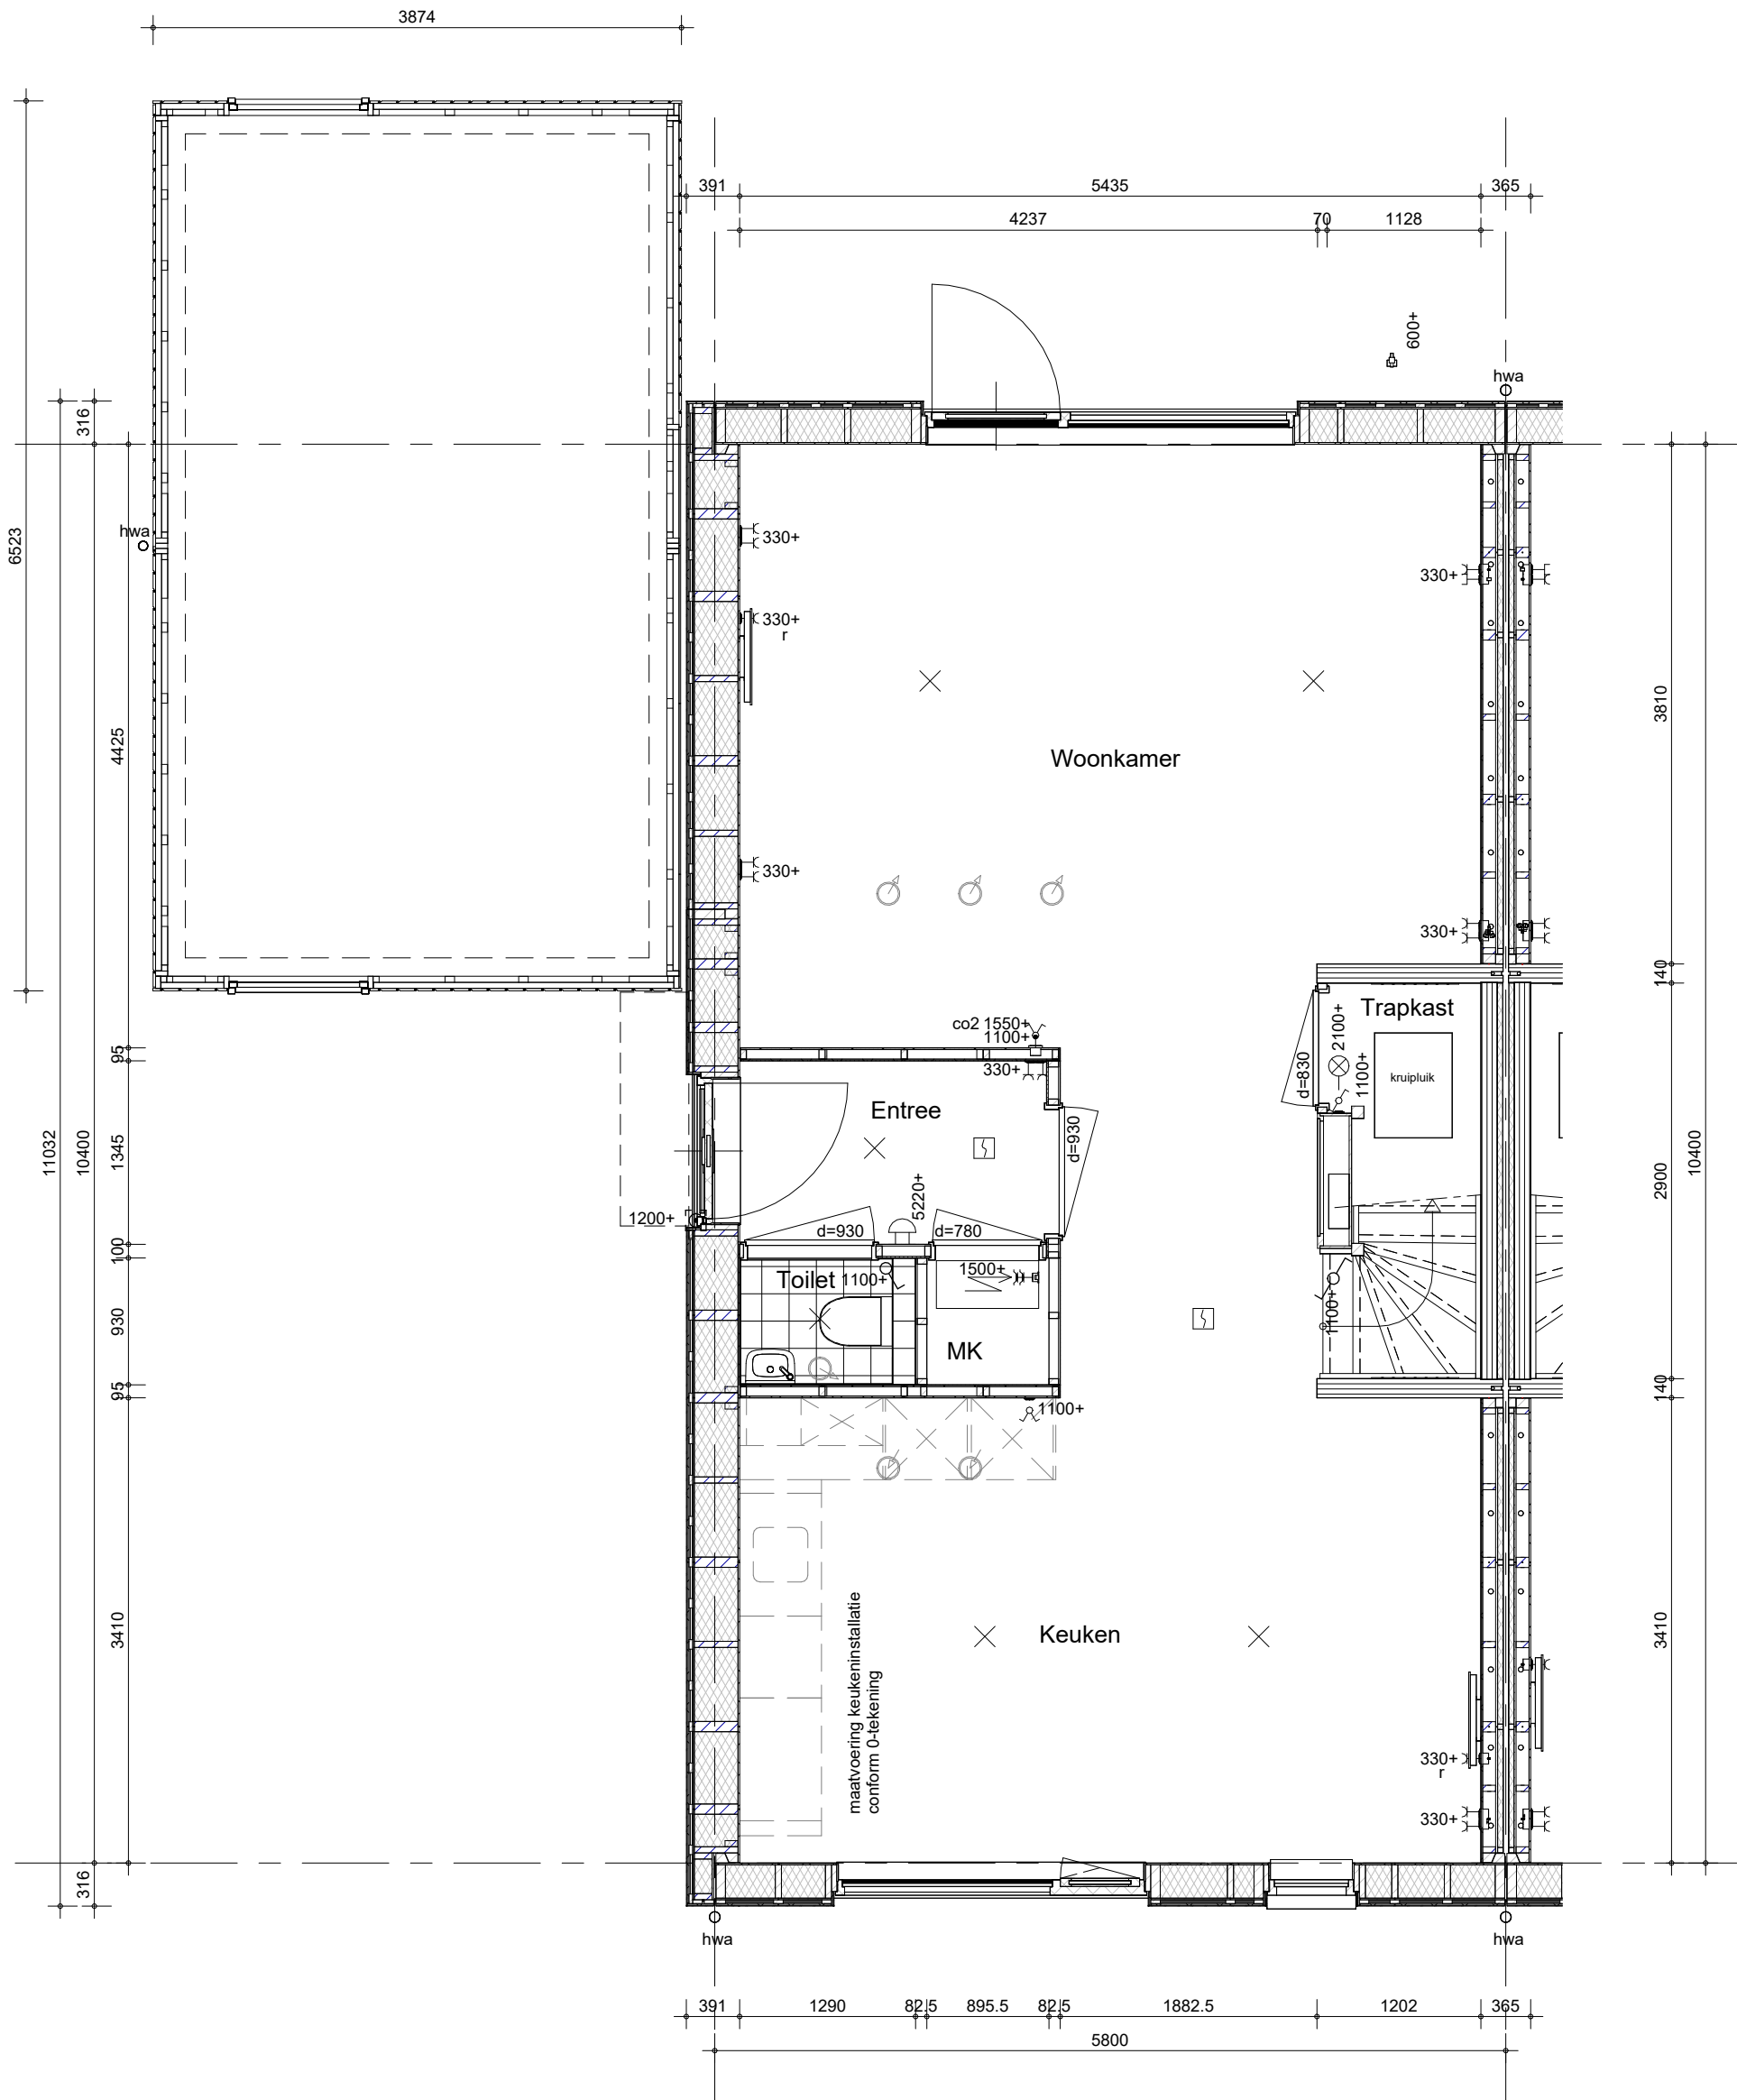 3874
391
5435
365
4237
70
1128
600+
hwa
316
6523
hwa
330+
330+
330+
r
4425
3810
Woonkamer
330+
330+
140
co2 1550+
1100+
Trapkast
2100+
95
330+
d=830
1100+
kruipluik
Entree
d=930
11032
10400
1345
2900
10400
5220+
1200+
d=930
d=780
100
Toilet
1100+
1500+
930
1100+
MK
95
140
1100+
3410
3410
Keuken
maatvoering keukeninstallatie
conform 0-tekening
330+
r
330+
316
hwa
hwa
391
1290
82.5
895.5
82.5
1882.5
1202
365
5800